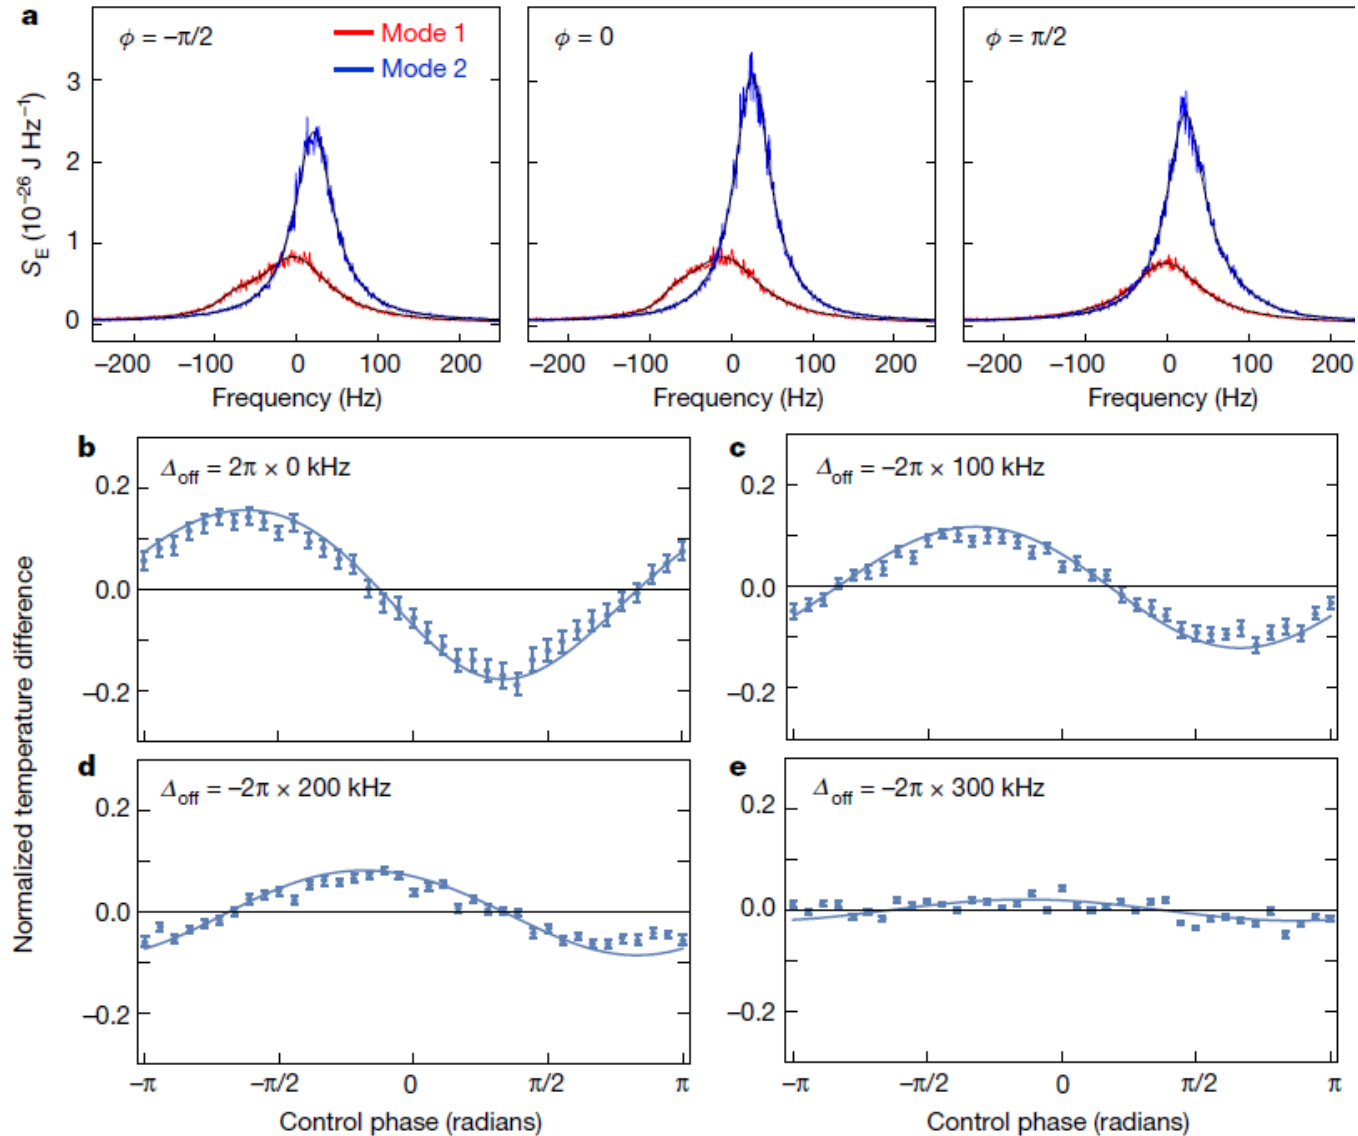 a
ϕ = –π/2
Mode 1
Mode 2
ϕ = 0
ϕ = π/2
S_E (10⁻²⁶ J Hz⁻¹)
3
2
1
0
–200 –100 0 100 200
–200 –100 0 100 200
–200 –100 0 100 200
Frequency (Hz)
Frequency (Hz)
Frequency (Hz)
Normalized temperature difference
b
Δ_off = 2π × 0 kHz
0.2
0.0
–0.2
c
Δ_off = –2π × 100 kHz
0.2
0.0
–0.2
d
Δ_off = –2π × 200 kHz
0.2
0.0
–0.2
–π –π/2 0 π/2 π
Control phase (radians)
e
Δ_off = –2π × 300 kHz
0.2
0.0
–0.2
–π –π/2 0 π/2 π
Control phase (radians)